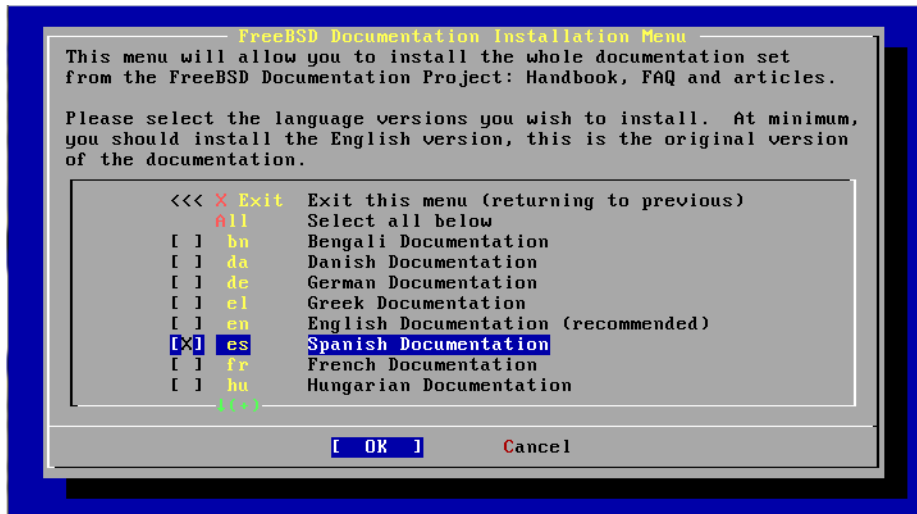 FreeBSD Documentation Installation Menu
This menu will allow you to install the whole documentation set
from the FreeBSD Documentation Project: Handbook, FAQ and articles.
Please select the language versions you wish to install.  At minimum,
you should install the English version, this is the original version
of the documentation.
<<< X Exit  Exit this menu (returning to previous)
All  Select all below
[ ]  bn  Bengali Documentation
[ ]  da  Danish Documentation
[ ]  de  German Documentation
[ ]  el  Greek Documentation
[ ]  en  English Documentation (recommended)
[X]  es  Spanish Documentation
[ ]  fr  French Documentation
[ ]  hu  Hungarian Documentation
↓(+)
[  OK  ]  Cancel